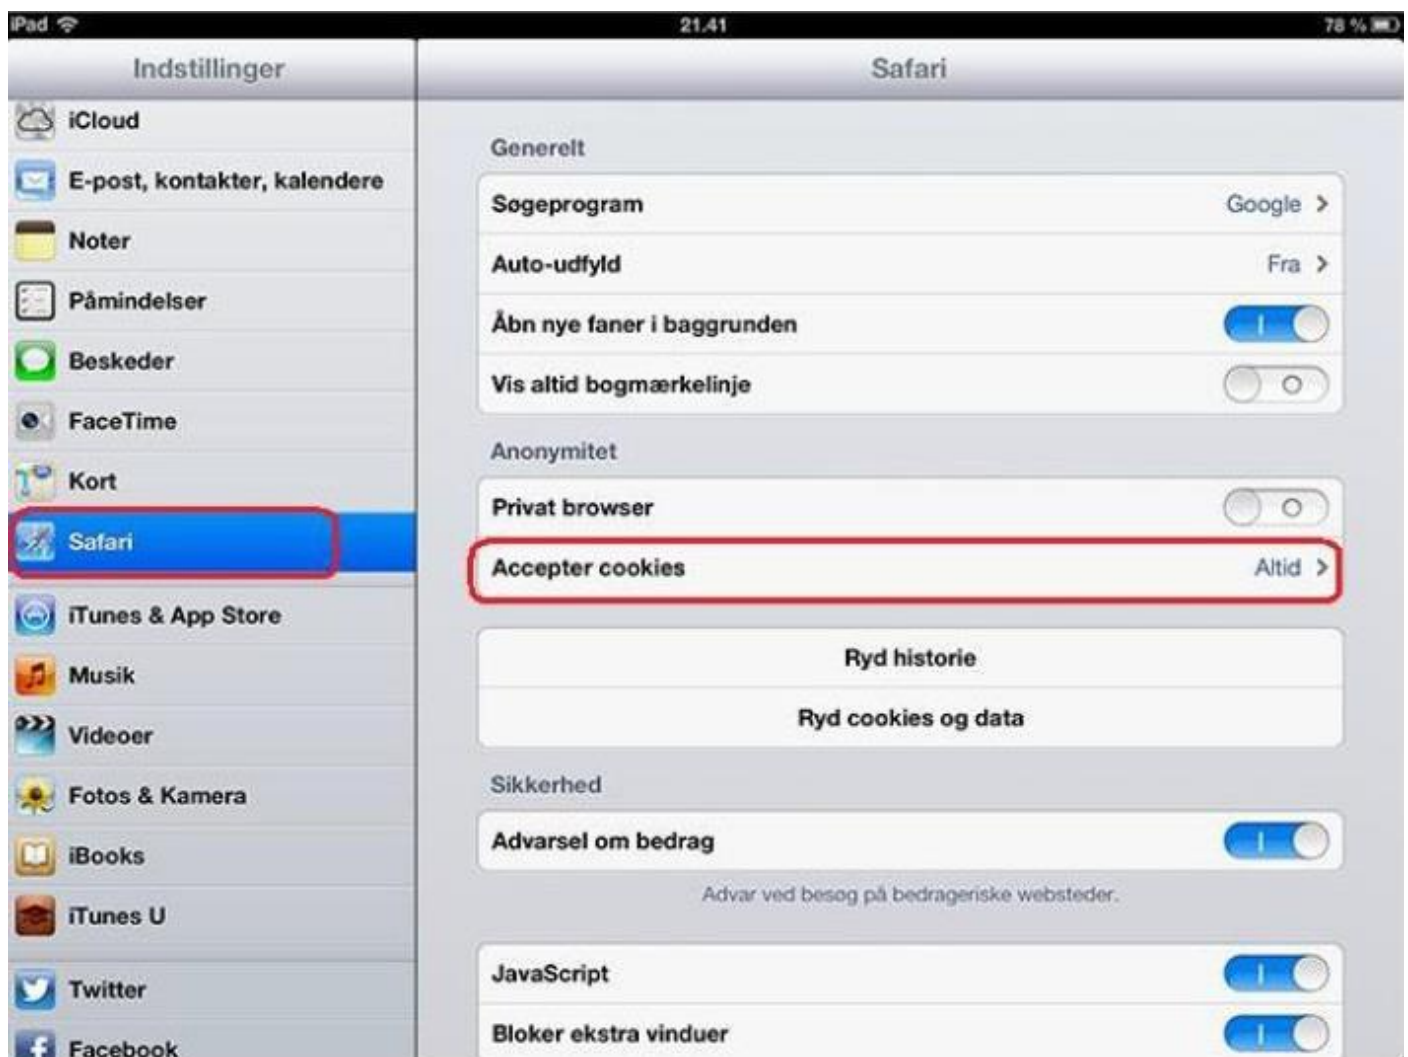 iPad
21.41
78 %
Indstillinger
Safari
iCloud
E-post, kontakter, kalendere
Noter
Påmindelser
Beskeder
FaceTime
Kort
Safari
iTunes & App Store
Musik
Videoer
Fotos & Kamera
iBooks
iTunes U
Twitter
Facebook
Generelt
Søgeprogram Google
Auto-udfyld Fra
Åbn nye faner i baggrunden
Vis altid bogmærkelinje
Anonymitet
Privat browser
Accepter cookies Altid
Ryd historie
Ryd cookies og data
Sikkerhed
Advarsel om bedrag
Advar ved besøg på bedrageriske websteder.
JavaScript
Bloker ekstra vinduer